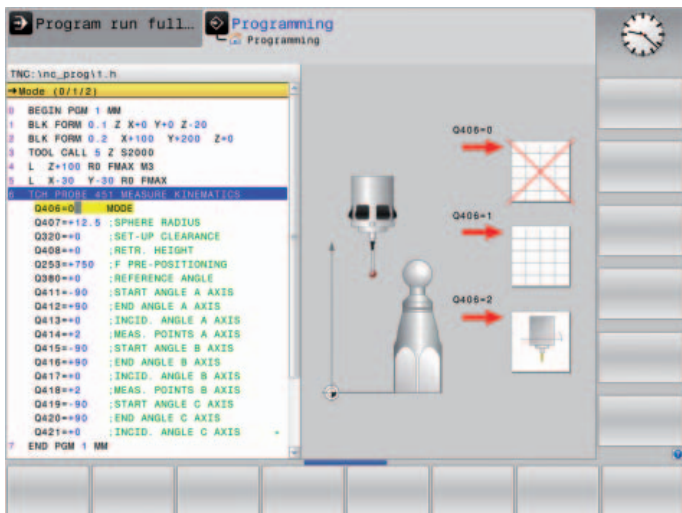 Program run full…
Programming
Programming
TNC:\nc_prog\1.h
→Mode (0/1/2)
0 BEGIN PGM 1 MM
1 BLK FORM 0.1 Z X+0 Y+0 Z-20
2 BLK FORM 0.2 X+100 Y+200 Z+0
3 TOOL CALL 5 Z S2000
4 L Z+100 R0 FMAX M3
5 L X-30 Y-30 R0 FMAX
6 TCH PROBE 451 MEASURE KINEMATICS
Q406=0 MODE
Q407=+12.5 ;SPHERE RADIUS
Q320=+0 ;SET-UP CLEARANCE
Q408=+0 ;RETR. HEIGHT
Q253=+750 ;F PRE-POSITIONING
Q380=+0 ;REFERENCE ANGLE
Q411=-90 ;START ANGLE A AXIS
Q412=+90 ;END ANGLE A AXIS
Q413=+0 ;INCID. ANGLE A AXIS
Q414=+2 ;MEAS. POINTS A AXIS
Q415=-90 ;START ANGLE B AXIS
Q416=+90 ;END ANGLE B AXIS
Q417=+0 ;INCID. ANGLE B AXIS
Q418=+2 ;MEAS. POINTS B AXIS
Q419=-90 ;START ANGLE C AXIS
Q420=+90 ;END ANGLE C AXIS
Q421=+0 ;INCID. ANGLE C AXIS
7 END PGM 1 MM
Q406=0
Q406=1
Q406=2